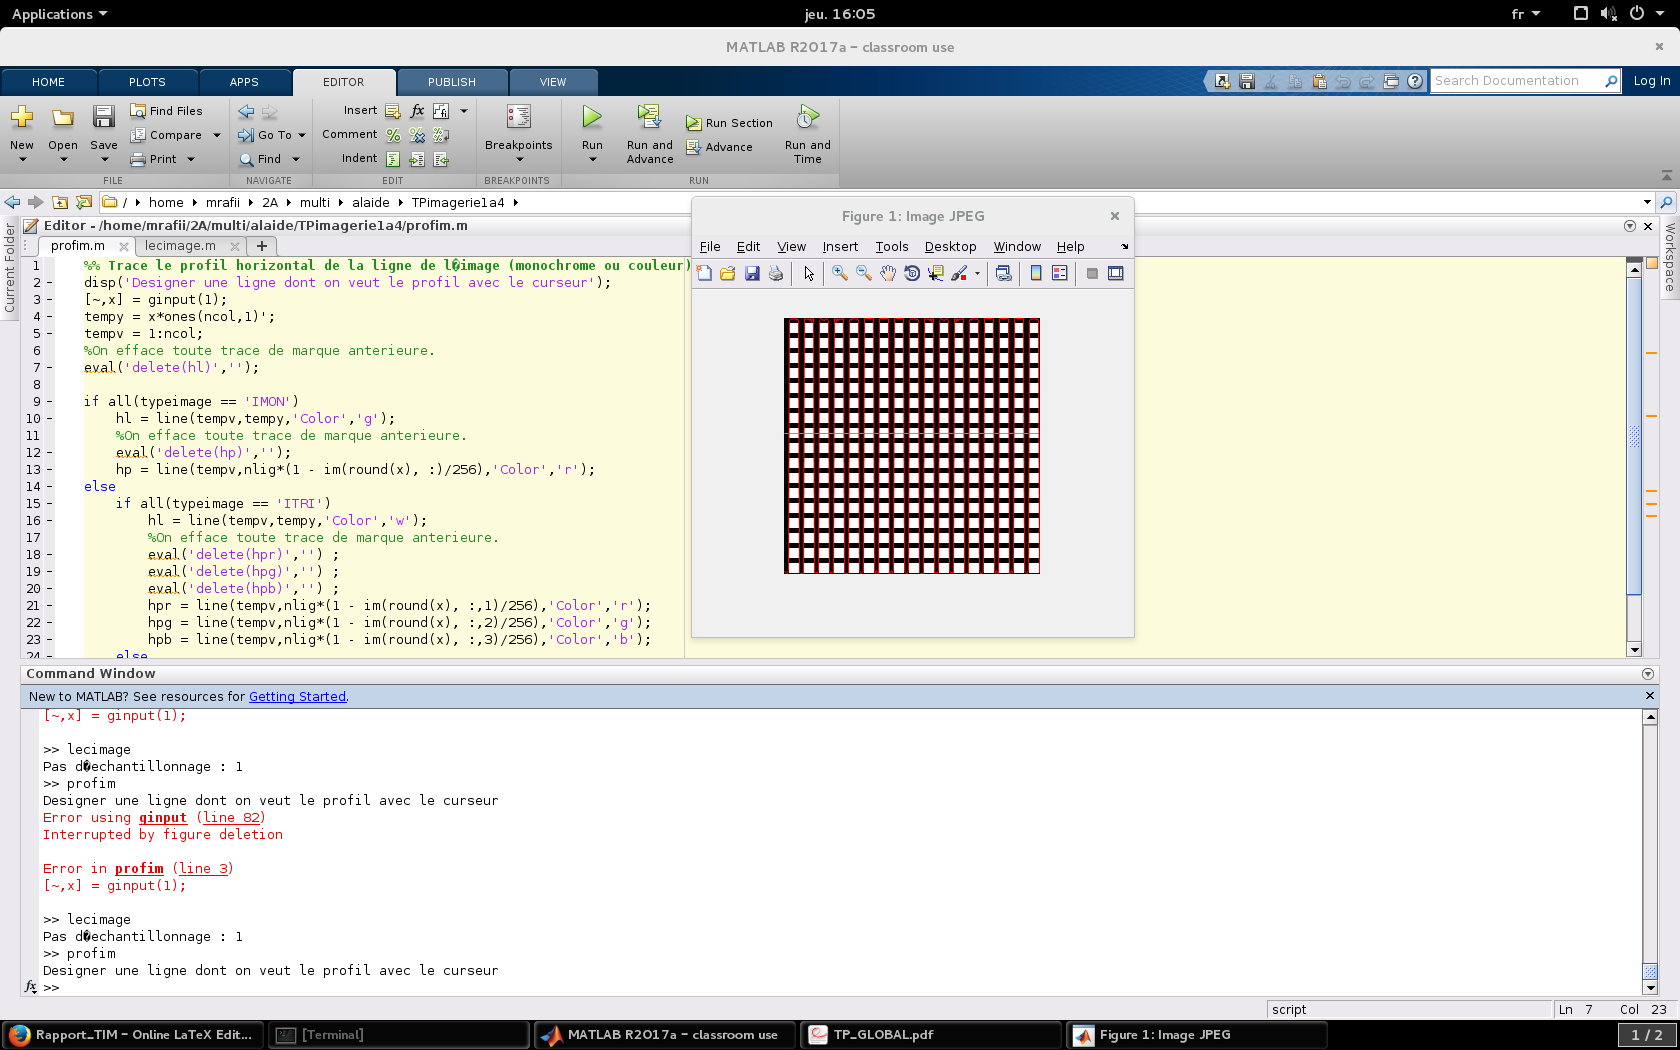 Applications
jeu. 16:05
fr
MATLAB R2017a - classroom use
HOME
PLOTS
APPS
EDITOR
PUBLISH
VIEW
Search Documentation
Log In
New
Open
Save
Find Files
Compare
Print
Go To
Find
Insert
Comment
Indent
Breakpoints
Run
Run and Advance
Run Section
Advance
Run and Time
FILE
NAVIGATE
EDIT
BREAKPOINTS
RUN
/ home mrafii 2A multi alaide TPimagerie1a4
Current Folder
Workspace
Editor - /home/mrafii/2A/multi/alaide/TPimagerie1a4/profim.m
profim.m
lecimage.m
1 %% Trace le profil horizontal de la ligne de l�image (monochrome ou couleur)
2 - disp('Designer une ligne dont on veut le profil avec le curseur');
3 - [~,x] = ginput(1);
4 - tempy = x*ones(ncol,1)';
5 - tempv = 1:ncol;
6 %On efface toute trace de marque anterieure.
7 - eval('delete(hl)','');
8
9 - if all(typeimage == 'IMON')
10 - hl = line(tempv,tempy,'Color','g');
11 %On efface toute trace de marque anterieure.
12 - eval('delete(hp)','');
13 - hp = line(tempv,nlig*(1 - im(round(x), :)/256),'Color','r');
14 - else
15 - if all(typeimage == 'ITRI')
16 - hl = line(tempv,tempy,'Color','w');
17 %On efface toute trace de marque anterieure.
18 - eval('delete(hpr)','') ;
19 - eval('delete(hpg)','') ;
20 - eval('delete(hpb)','') ;
21 - hpr = line(tempv,nlig*(1 - im(round(x), :,1)/256),'Color','r');
22 - hpg = line(tempv,nlig*(1 - im(round(x), :,2)/256),'Color','g');
23 - hpb = line(tempv,nlig*(1 - im(round(x), :,3)/256),'Color','b');
24 - else
Figure 1: Image JPEG
File Edit View Insert Tools Desktop Window Help
Command Window
New to MATLAB? See resources for Getting Started.
[~,x] = ginput(1);
>> lecimage
Pas d�echantillonnage : 1
>> profim
Designer une ligne dont on veut le profil avec le curseur
Error using ginput (line 82)
Interrupted by figure deletion
Error in profim (line 3)
[~,x] = ginput(1);
>> lecimage
Pas d�echantillonnage : 1
>> profim
Designer une ligne dont on veut le profil avec le curseur
fx >>
script
Ln 7 Col 23
Rapport_TIM - Online LaTeX Edit...
[Terminal]
MATLAB R2017a - classroom use
TP_GLOBAL.pdf
Figure 1: Image JPEG
1 / 2